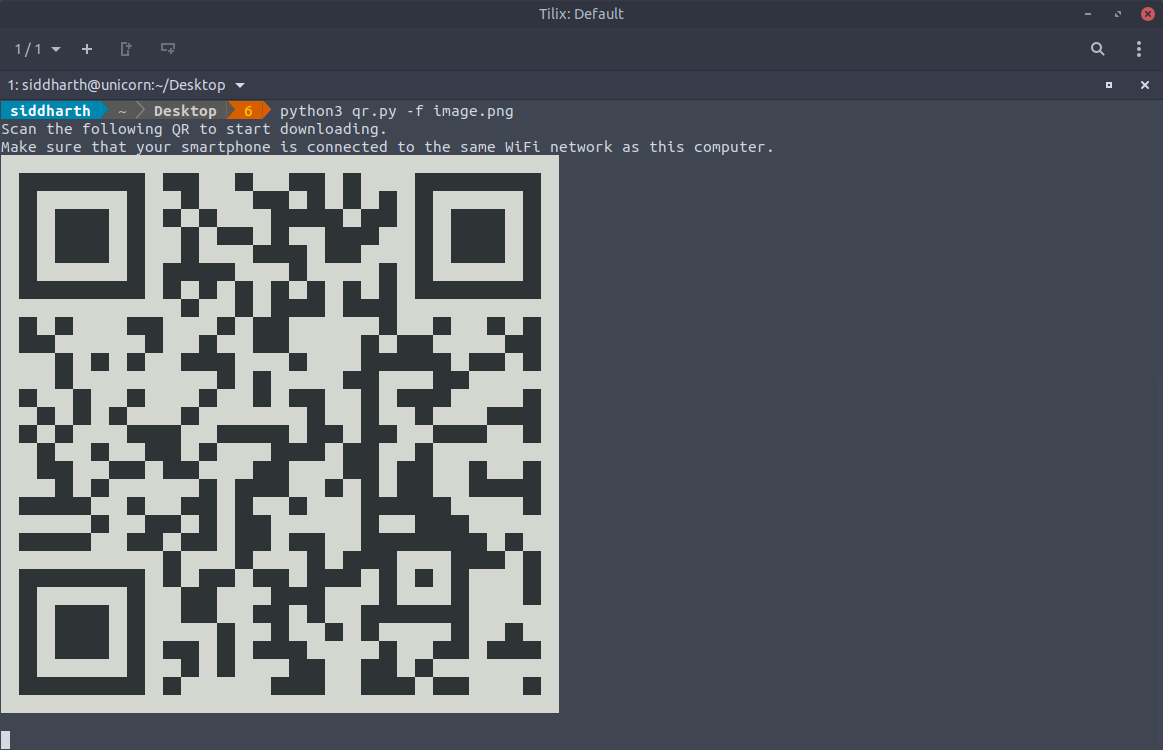 Tilix: Default
1 / 1
1: siddharth@unicorn:~/Desktop
siddharth ~ Desktop 6 python3 qr.py -f image.png
Scan the following QR to start downloading.
Make sure that your smartphone is connected to the same WiFi network as this computer.